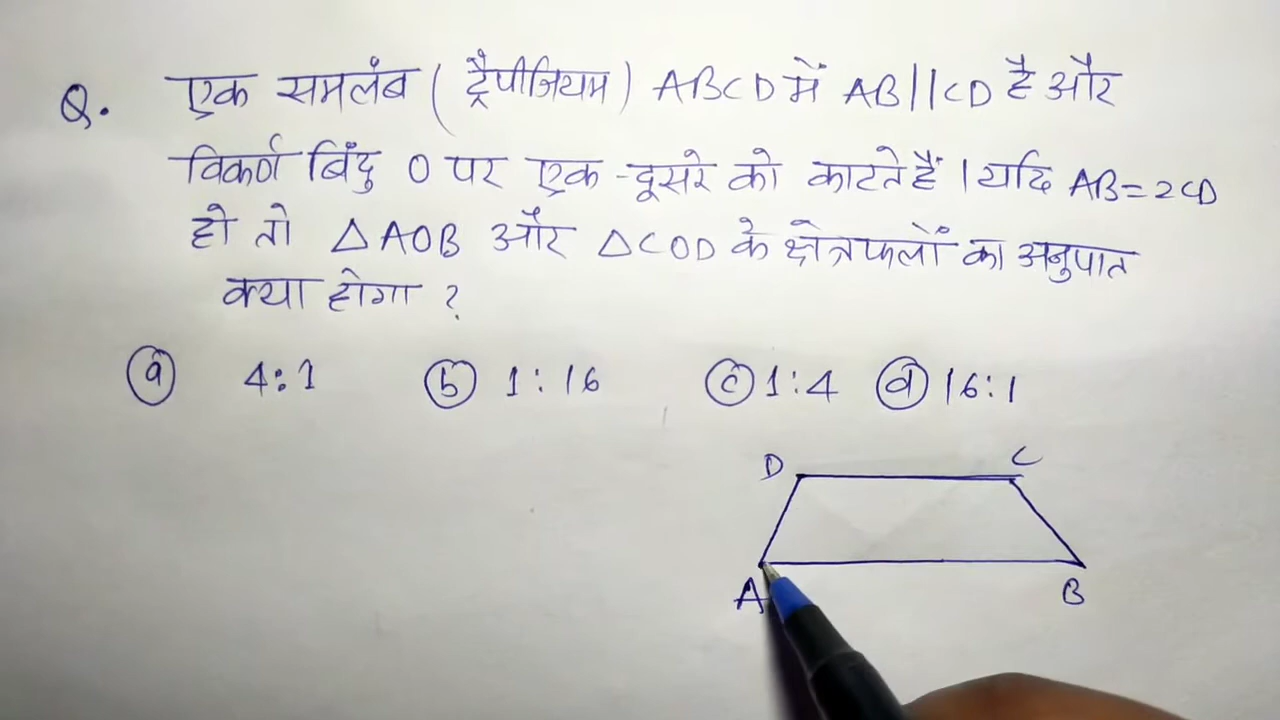 Q. एक समलंब ( ट्रैपीजियम ) ABCD में AB||CD है और
विकर्ण बिंदु O पर एक-दूसरे को काटते हैं । यदि AB=2CD
हो तो △AOB और △COD के क्षेत्रफलों का अनुपात
क्या होगा ?
(a) 4:1 (b) 1:16 (c) 1:4 (d) 16:1
D C
A B